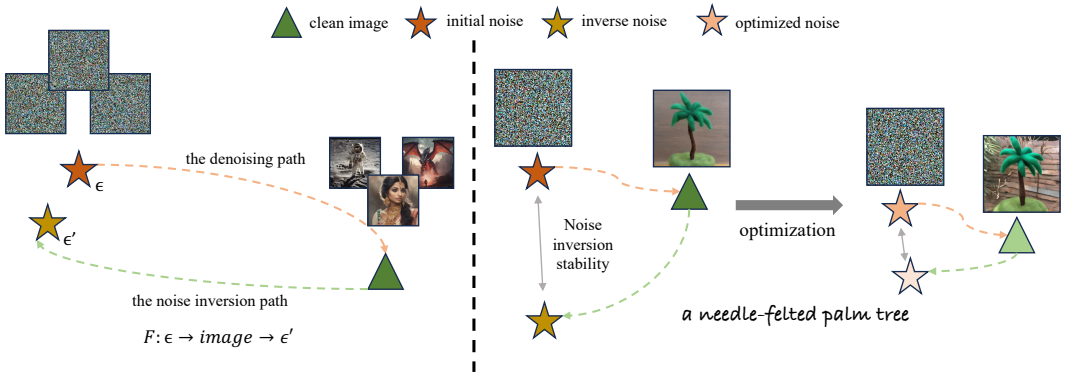 clean image
initial noise
inverse noise
optimized noise
the denoising path
ϵ
ϵ′
the noise inversion path
F: ϵ → image → ϵ′
Noise
inversion
stability
optimization
a needle-felted palm tree